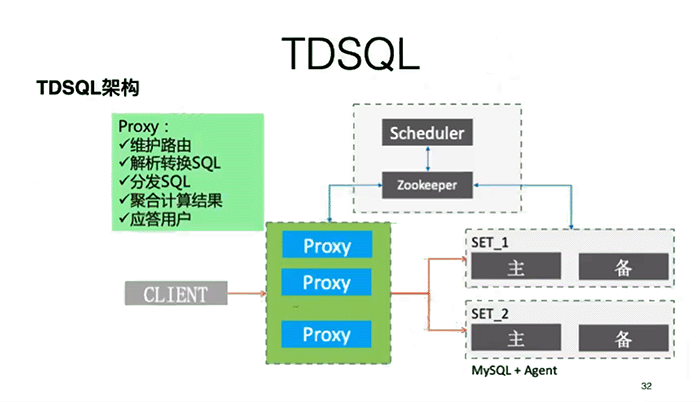 TDSQL
TDSQL架构
Proxy：
✓维护路由
✓解析转换SQL
✓分发SQL
✓聚合计算结果
✓应答用户
Scheduler
Zookeeper
CLIENT
Proxy
Proxy
Proxy
SET_1
主 备
SET_2
主 备
MySQL + Agent
32